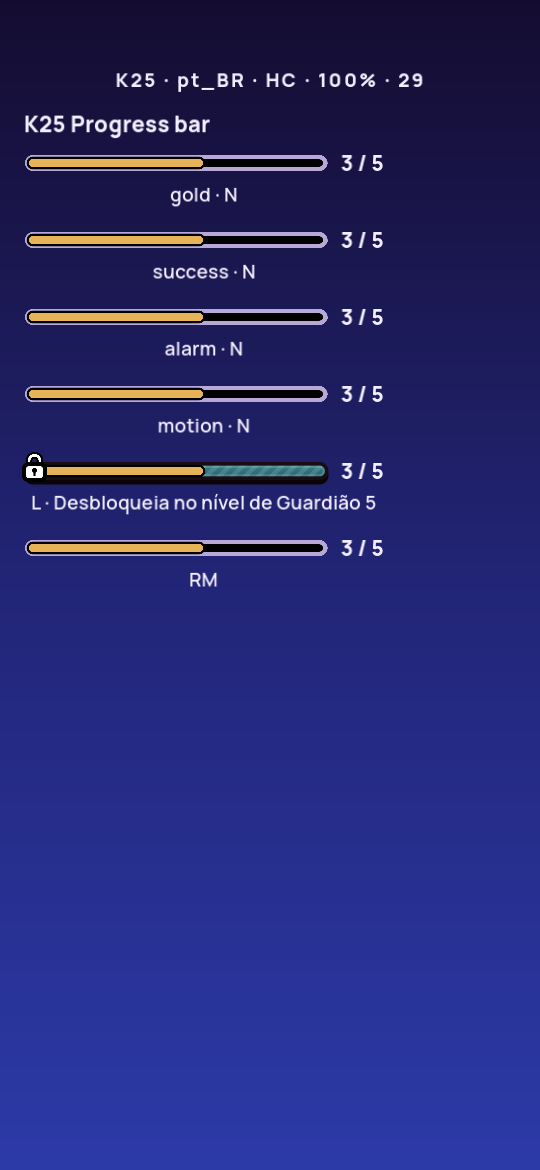 K25 · pt_BR · HC · 100% · 29
K25 Progress bar
3 / 5
gold · N
3 / 5
success · N
3 / 5
alarm · N
3 / 5
motion · N
3 / 5
L · Desbloqueia no nível de Guardião 5
3 / 5
RM